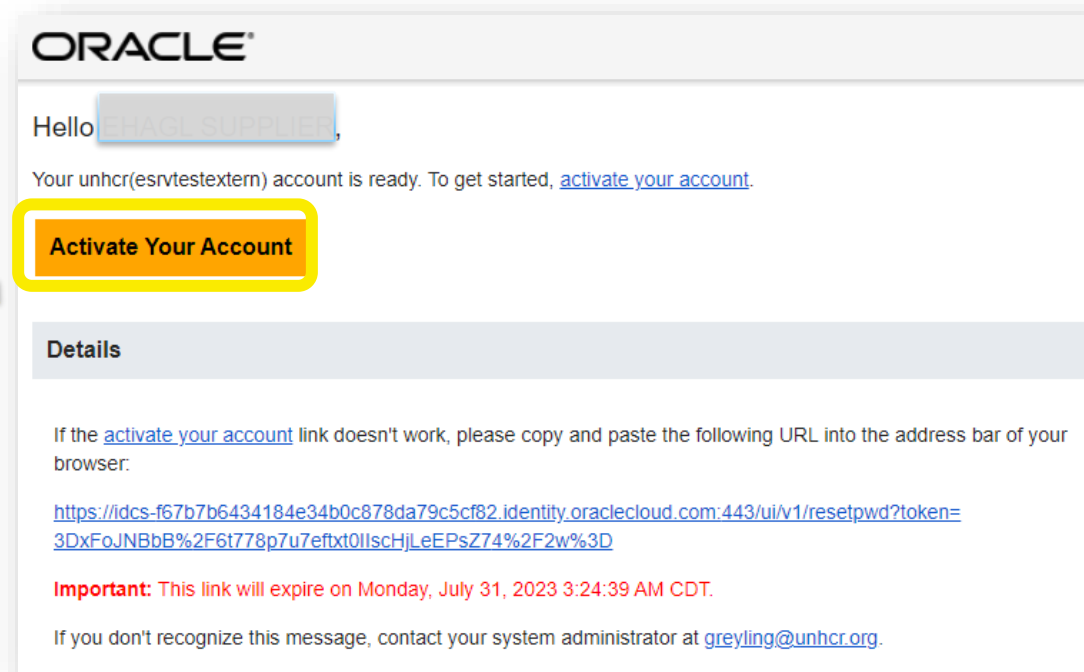 ORACLE
Hello EHAGL SUPPLIER,
Your unhcr(esrvtestextern) account is ready. To get started, activate your account.
Activate Your Account
Details
If the activate your account link doesn't work, please copy and paste the following URL into the address bar of your
browser:
https://idcs-f67b7b6434184e34b0c878da79c5cf82.identity.oraclecloud.com:443/ui/v1/resetpwd?token=
3DxFoJNBbB%2F6t778p7u7eftxt0IIscHjLeEPsZ74%2F2w%3D
Important: This link will expire on Monday, July 31, 2023 3:24:39 AM CDT.
If you don't recognize this message, contact your system administrator at greyling@unhcr.org.